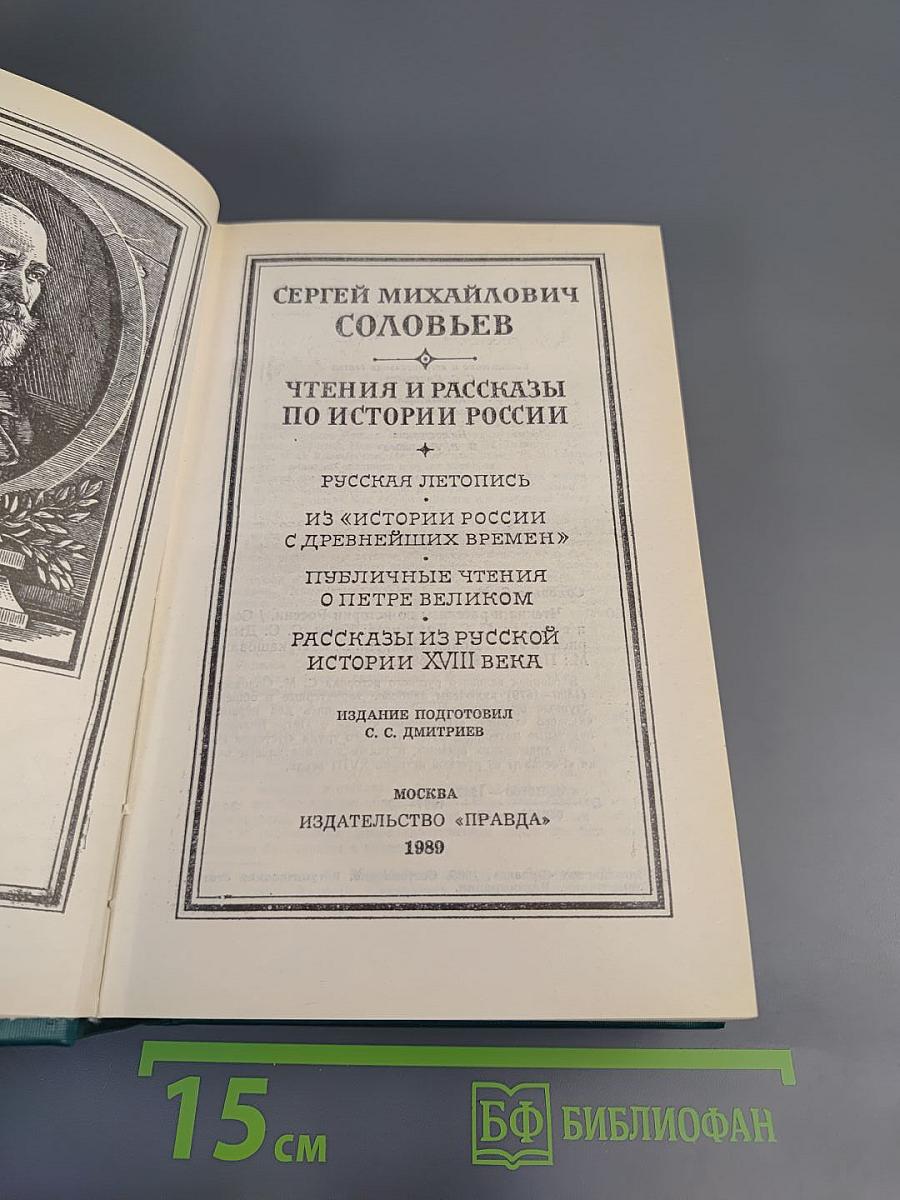 СЕРГЕЙ МИХАЙЛОВИЧ
СОЛОВЬЕВ
ЧТЕНИЯ И РАССКАЗЫ
ПО ИСТОРИИ РОССИИ
РУССКАЯ ЛЕТОПИСЬ
ИЗ «ИСТОРИИ РОССИИ
С ДРЕВНЕЙШИХ ВРЕМЕН»
ПУБЛИЧНЫЕ ЧТЕНИЯ
О ПЕТРЕ ВЕЛИКОМ
РАССКАЗЫ ИЗ РУССКОЙ
ИСТОРИИ XVIII ВЕКА
ИЗДАНИЕ ПОДГОТОВИЛ
С. С. ДМИТРИЕВ
МОСКВА
ИЗДАТЕЛЬСТВО «ПРАВДА»
1989
15 см
БФ БИБЛИОФАН